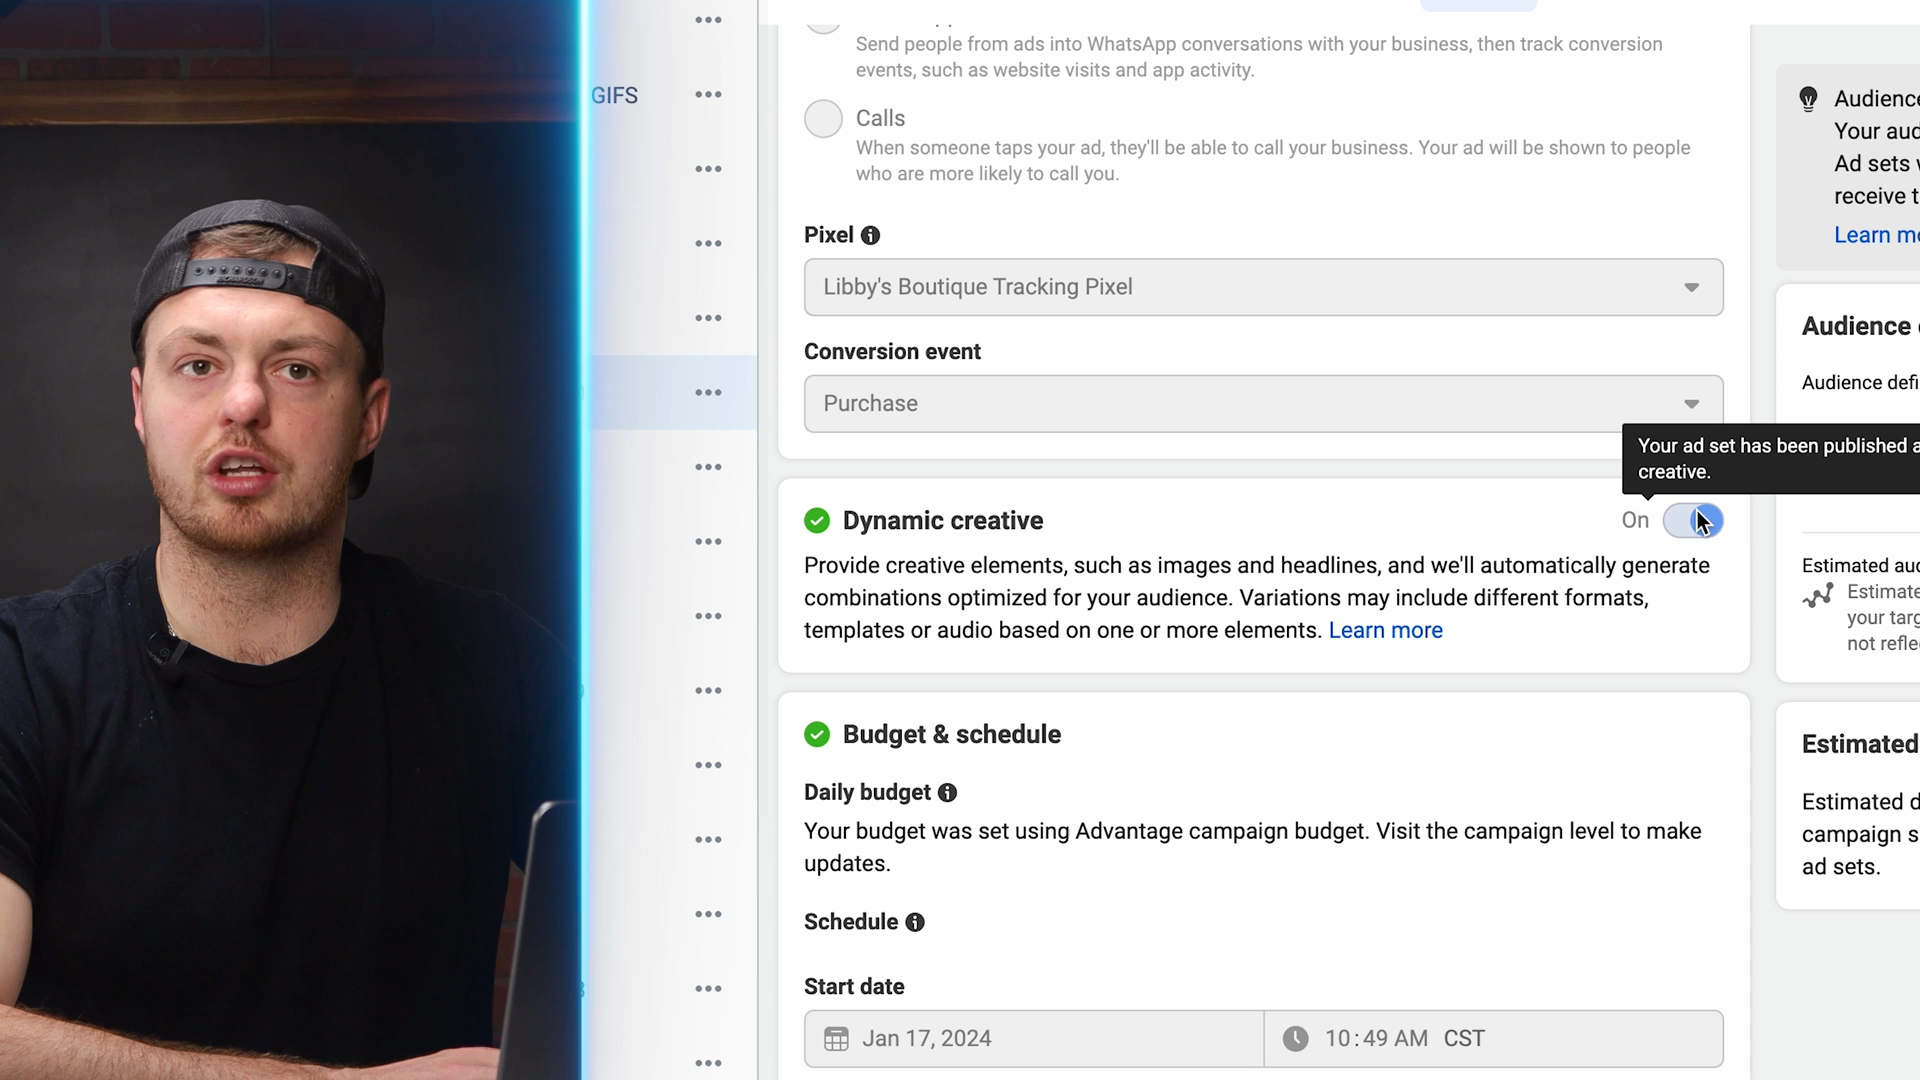 GIFS
Send people from ads into WhatsApp conversations with your business, then track conversion
events, such as website visits and app activity.
Calls
When someone taps your ad, they'll be able to call your business. Your ad will be shown to people
who are more likely to call you.
Pixel
Libby's Boutique Tracking Pixel
Conversion event
Purchase
Your ad set has been published
creative.
Dynamic creative
On
Provide creative elements, such as images and headlines, and we'll automatically generate
combinations optimized for your audience. Variations may include different formats,
templates or audio based on one or more elements. Learn more
Budget & schedule
Daily budget
Your budget was set using Advantage campaign budget. Visit the campaign level to make
updates.
Schedule
Start date
Jan 17, 2024
10:49 AM CST
Audience
Your
Ad sets
receive
Learn
Audience
Audience
Estimated
Estimate
your
not
Estimated
Estimated
campaign
ad sets.